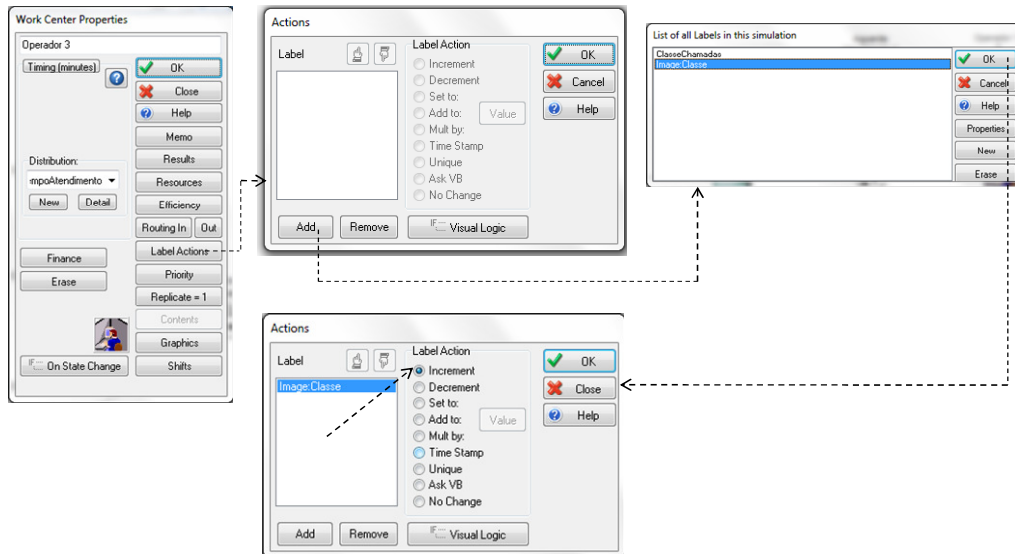 Work Center Properties
Operador 3
Timing (minutes)
OK
Close
Help
Memo
Results
Distribution:
mpoAtendimento
Resources
New
Detail
Efficiency
Routing In
Out
Label Actions
Finance
Priority
Erase
Replicate = 1
Contents
Graphics
On State Change
Shifts
Actions
Label
Label Action
Increment
Decrement
Set to:
Add to:
Value
Mult by:
Time Stamp
Unique
Ask VB
No Change
OK
Cancel
Help
Add
Remove
Visual Logic
List of all Labels in this simulation
ClasseChamadas
Image:Classe
OK
Cancel
Help
Properties
New
Erase
Actions
Label
Image:Classe
Label Action
Increment
Decrement
Set to:
Add to:
Value
Mult by:
Time Stamp
Unique
Ask VB
No Change
OK
Close
Help
Add
Remove
Visual Logic